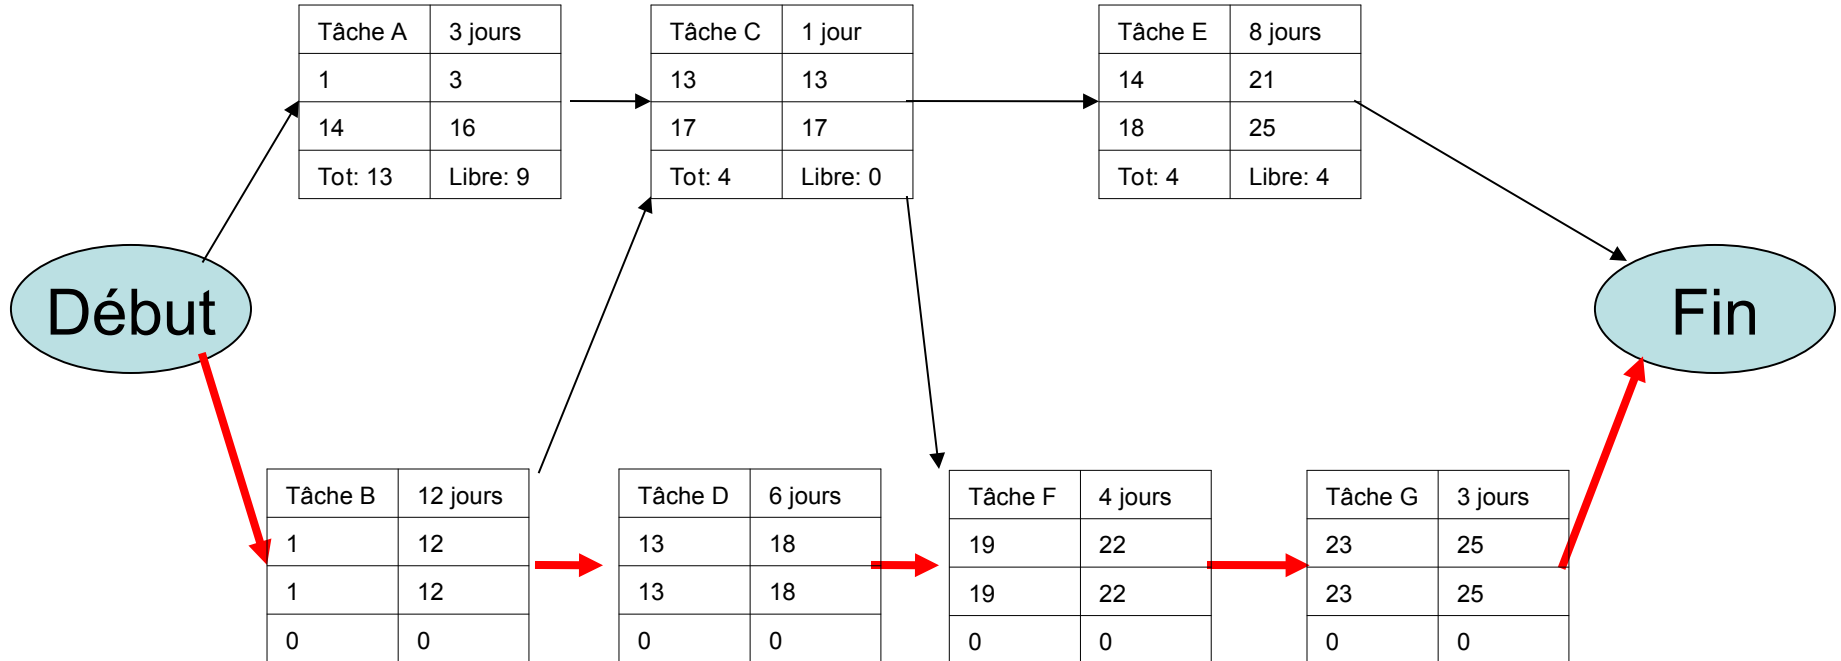 Tâche A 3 jours
1 3
14 16
Tot: 13 Libre: 9
Tâche C 1 jour
13 13
17 17
Tot: 4 Libre: 0
Tâche E 8 jours
14 21
18 25
Tot: 4 Libre: 4
Début
Fin
Tâche B 12 jours
1 12
1 12
0 0
Tâche D 6 jours
13 18
13 18
0 0
Tâche F 4 jours
19 22
19 22
0 0
Tâche G 3 jours
23 25
23 25
0 0